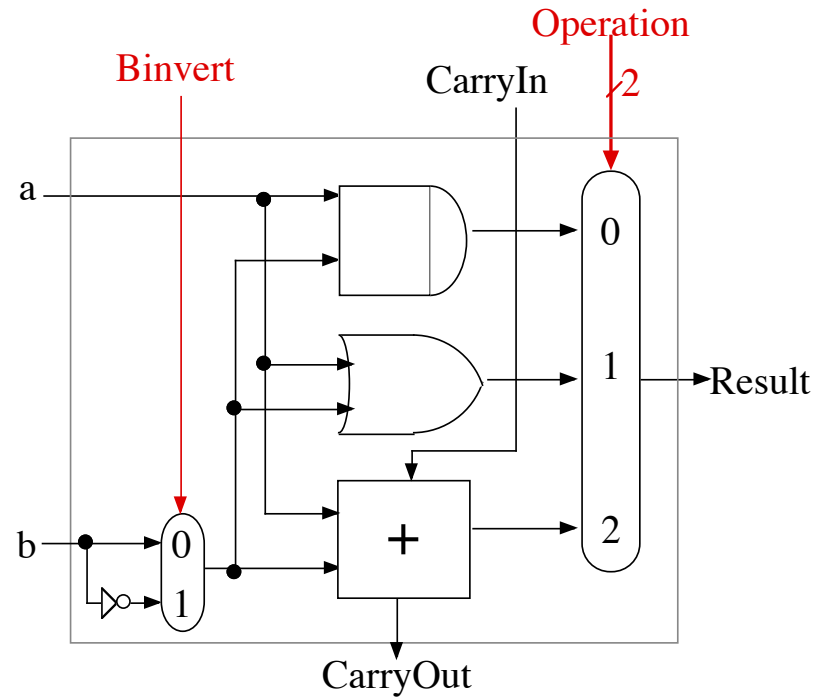 Operation
Binvert
CarryIn
2
a
0
1
Result
2
+
b
0
1
CarryOut